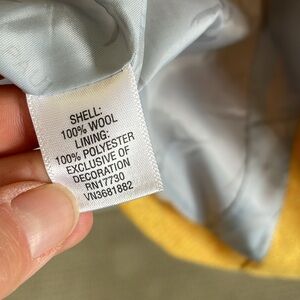 SHELL:
100% WOOL
LINING:
100% POLYESTER
EXCLUSIVE OF
DECORATION
RN17730
VN3681882